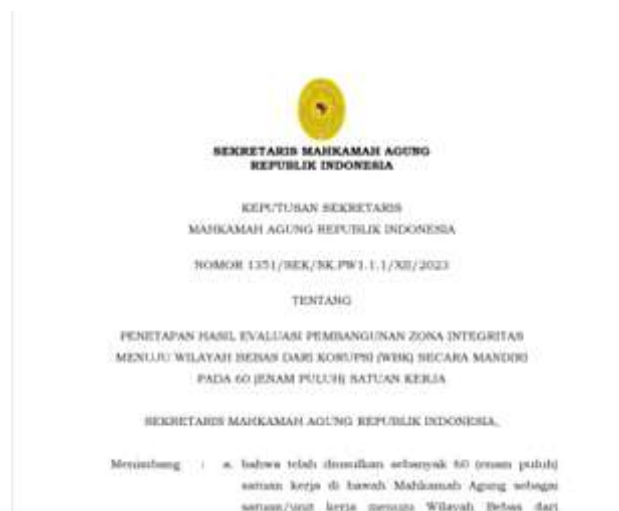 SEKRETARIS MAHKAMAH AGUNG
REPUBLIK INDONESIA
KEPUTUSAN SEKRETARIS
MAHKAMAH AGUNG REPUBLIK INDONESIA
NOMOR 1351/SEK/SK.PW1.1.1/XII/2023
TENTANG
PENETAPAN HASIL EVALUASI PEMBANGUNAN ZONA INTEGRITAS
MENUJU WILAYAH BEBAS DARI KORUPSI (WBK) SECARA MANDIRI
PADA 60 (ENAM PULUH) SATUAN KERJA
SEKRETARIS MAHKAMAH AGUNG REPUBLIK INDONESIA,
Menimbang : a. bahwa telah diusulkan sebanyak 60 (enam puluh)
satuan kerja di bawah Mahkamah Agung sebagai
satuan/unit kerja menuju Wilayah Bebas dari